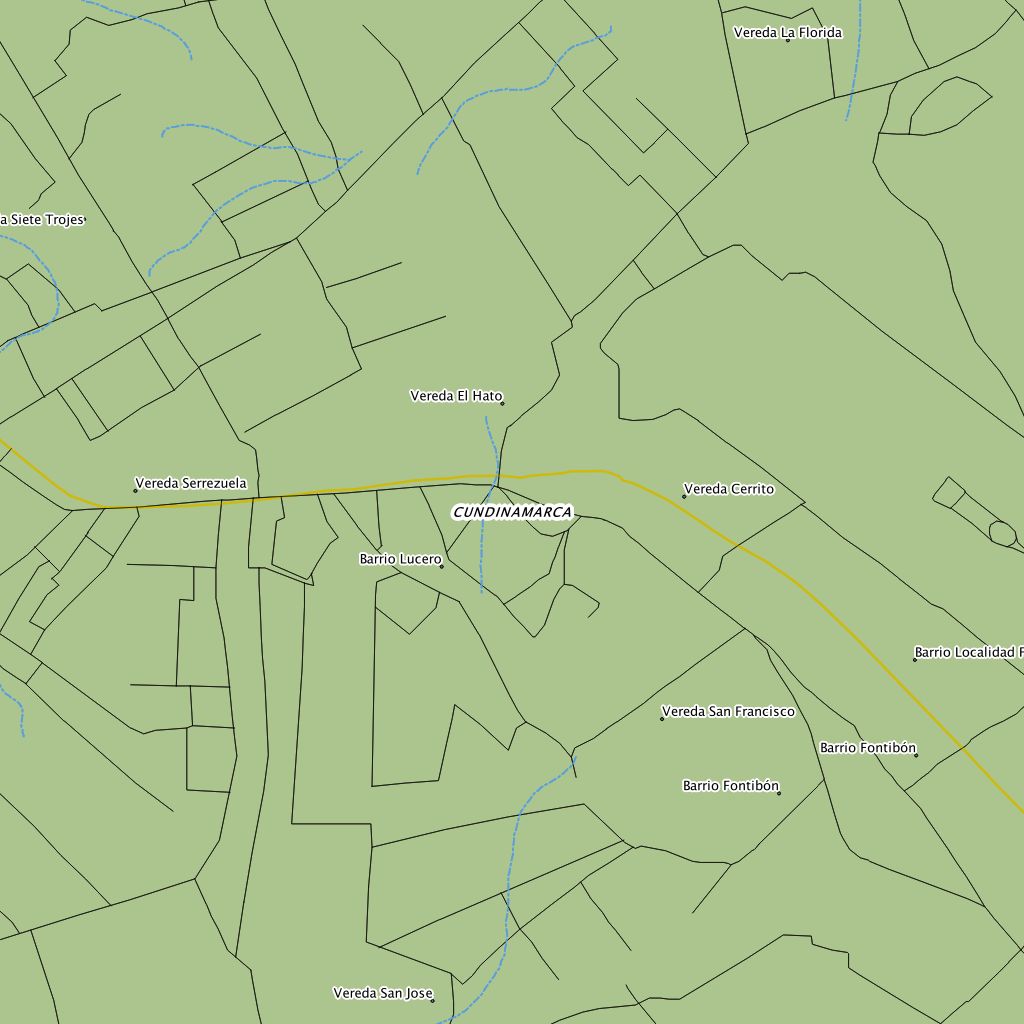 Vereda La Florida
a Siete Trojes
Vereda El Hato
Vereda Serrezuela
Vereda Cerrito
CUNDINAMARCA
Barrio Lucero
Barrio Localidad F
Vereda San Francisco
Barrio Fontibón
Barrio Fontibón
Vereda San Jose